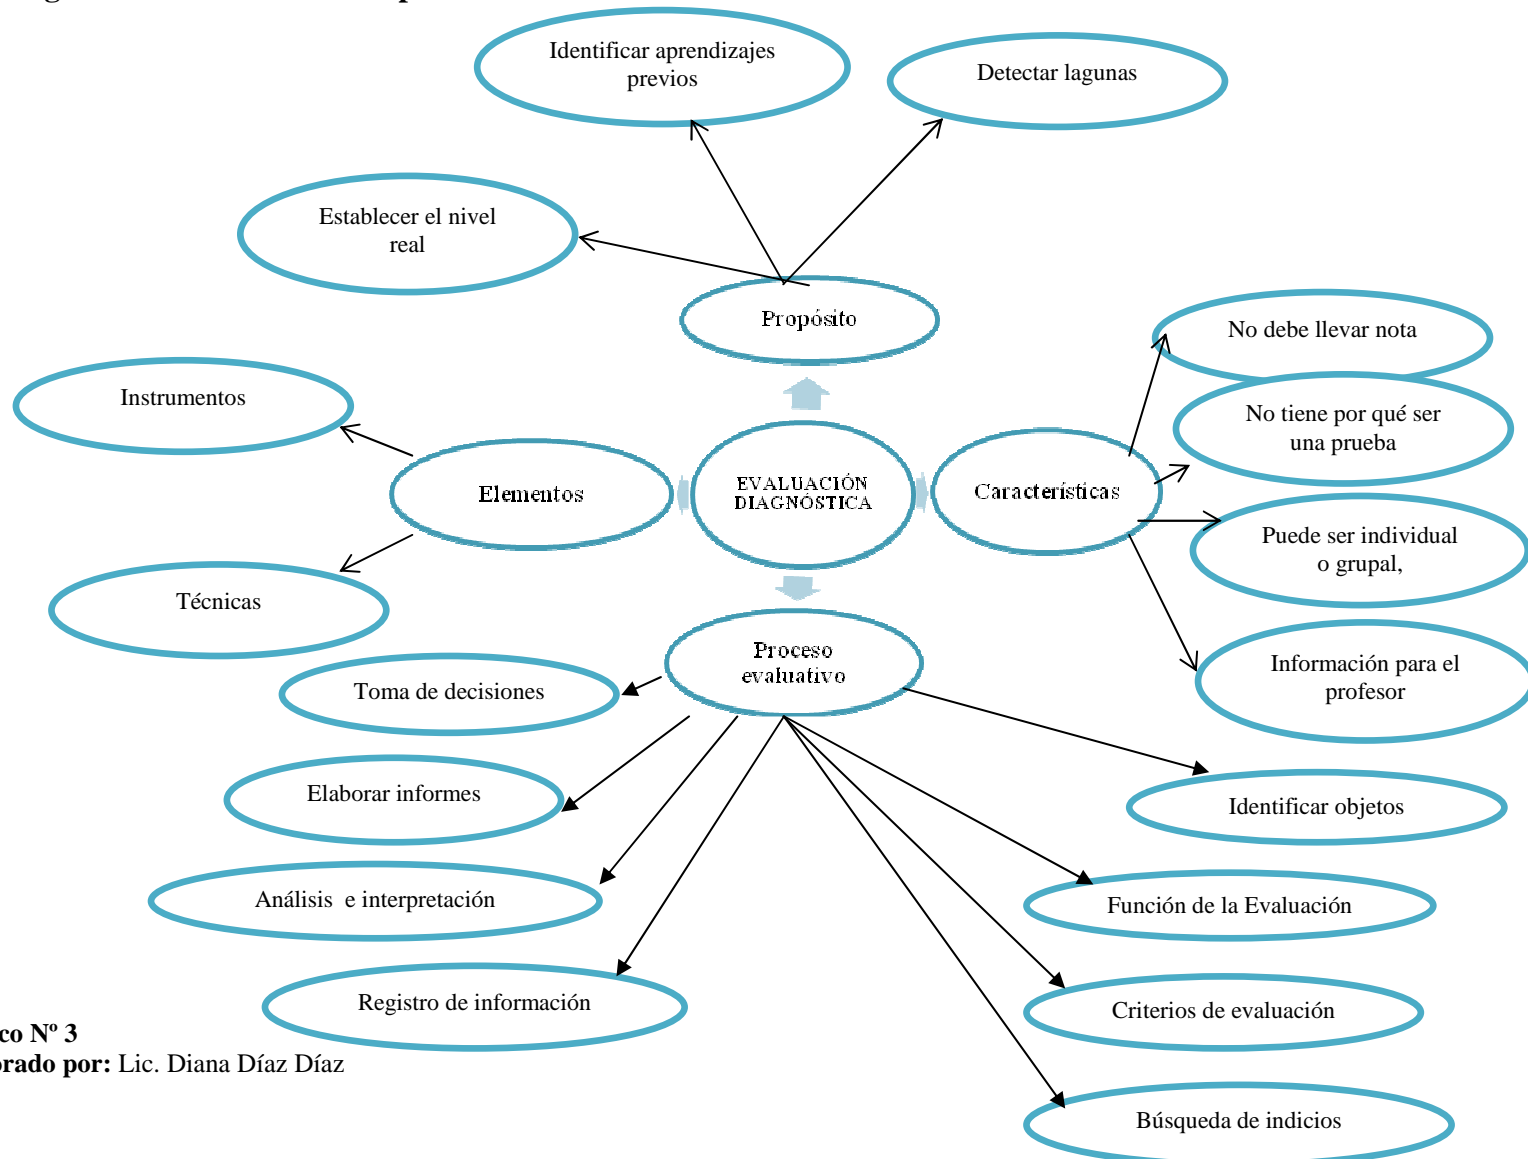 Identificar aprendizajes
previos
Detectar lagunas
Establecer el nivel
real
Propósito
No debe llevar nota
Instrumentos
No tiene por qué ser
una prueba
Elementos
EVALUACIÓN
DIAGNÓSTICA
Características
Puede ser individual
o grupal,
Técnicas
Proceso
evaluativo
Información para el
profesor
Toma de decisiones
Elaborar informes
Identificar objetos
Análisis e interpretación
Función de la Evaluación
Registro de información
Criterios de evaluación
co Nº 3
orado por: Lic. Diana Díaz Díaz
Búsqueda de indicios